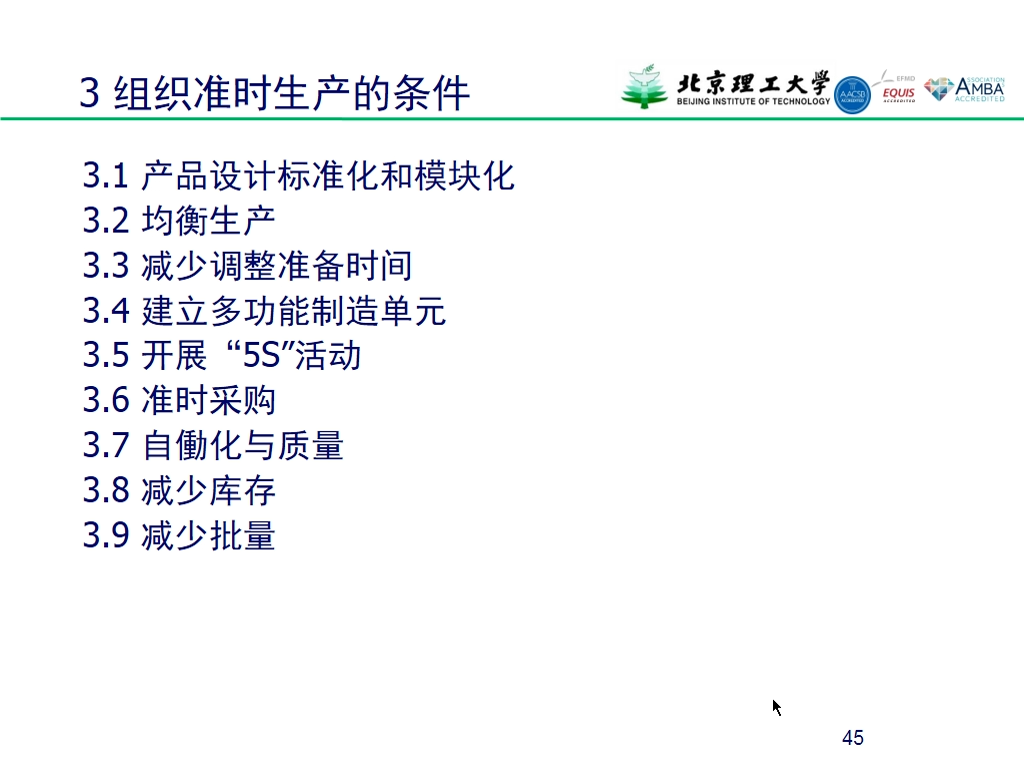 3 组织准时生产的条件
北京理工大学
BEIJING INSTITUTE OF TECHNOLOGY
AACSB
ACCREDITED
EFMD
EQUIS
ACCREDITED
ASSOCIATION
AMBA
ACCREDITED
3.1 产品设计标准化和模块化
3.2 均衡生产
3.3 减少调整准备时间
3.4 建立多功能制造单元
3.5 开展“5S”活动
3.6 准时采购
3.7 自働化与质量
3.8 减少库存
3.9 减少批量
45